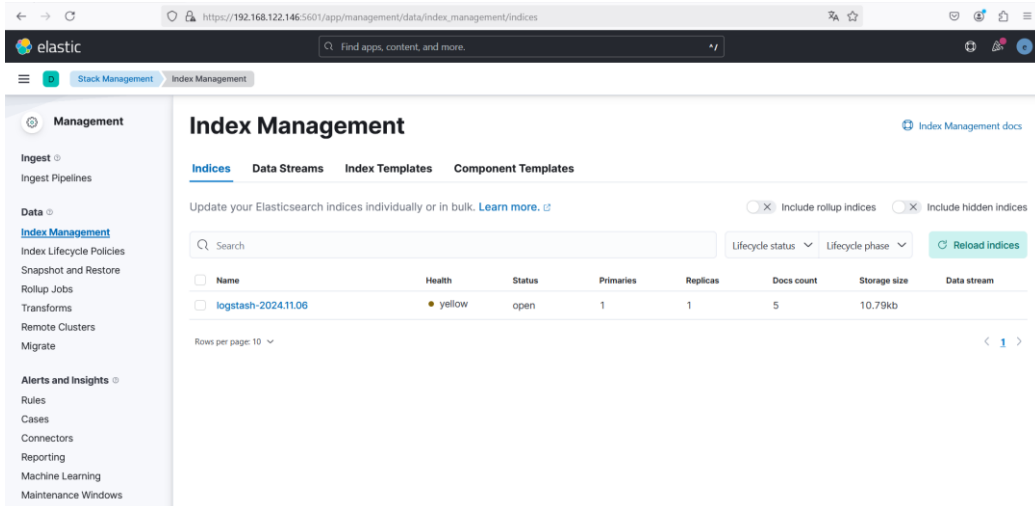 https://192.168.122.146:5601/app/management/data/index_management/indices
elastic
Find apps, content, and more.
^/
e
D
Stack Management
Index Management
Management
Ingest
Ingest Pipelines
Data
Index Management
Index Lifecycle Policies
Snapshot and Restore
Rollup Jobs
Transforms
Remote Clusters
Migrate
Alerts and Insights
Rules
Cases
Connectors
Reporting
Machine Learning
Maintenance Windows
Index Management
Index Management docs
Indices Data Streams Index Templates Component Templates
Update your Elasticsearch indices individually or in bulk. Learn more.
Include rollup indices Include hidden indices
Search
Lifecycle status Lifecycle phase Reload indices
Name Health Status Primaries Replicas Docs count Storage size Data stream
logstash-2024.11.06 yellow open 1 1 5 10.79kb
Rows per page: 10
1